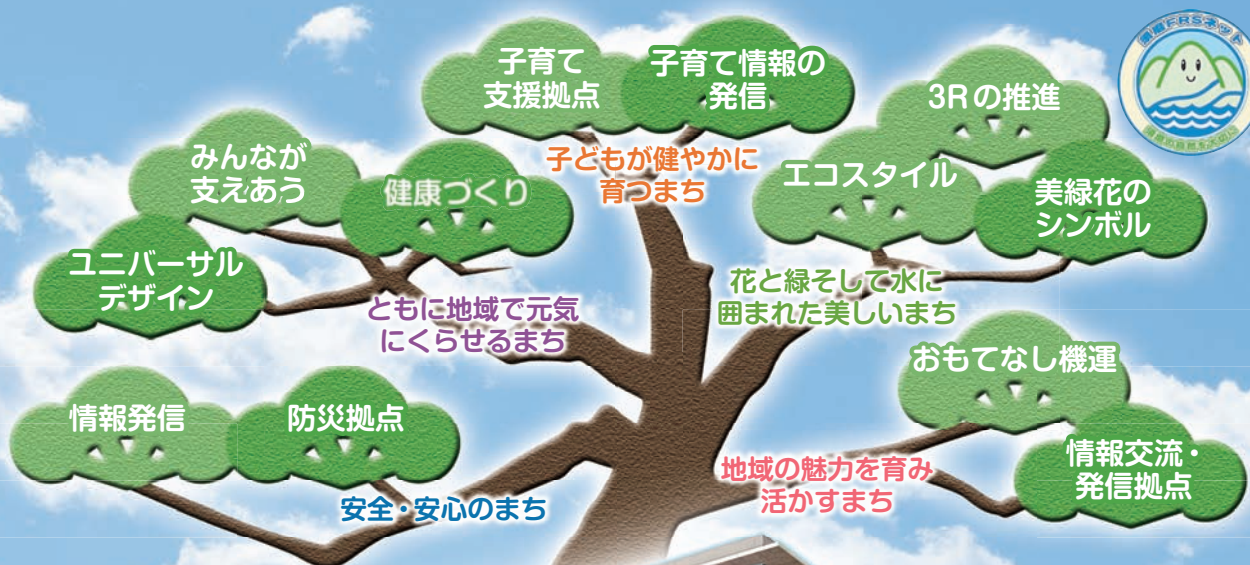 子育て
支援拠点
子育て情報の
発信
3Rの推進
みんなが
支えあう
健康づくり
子どもが健やかに
育つまち
エコスタイル
美緑花の
シンボル
ユニバーサル
デザイン
ともに地域で元気
にくらせるまち
花と緑そして水に
囲まれた美しいまち
おもてなし機運
情報発信
防災拠点
安全・安心のまち
地域の魅力を育み
活かすまち
情報交流・
発信拠点